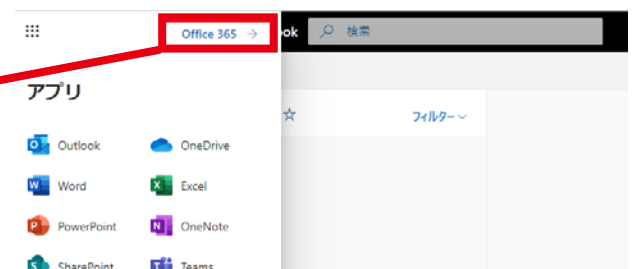 Office 365 →
ook
検索
アプリ
フィルター
Outlook
OneDrive
Word
Excel
PowerPoint
OneNote
SharePoint
Teams